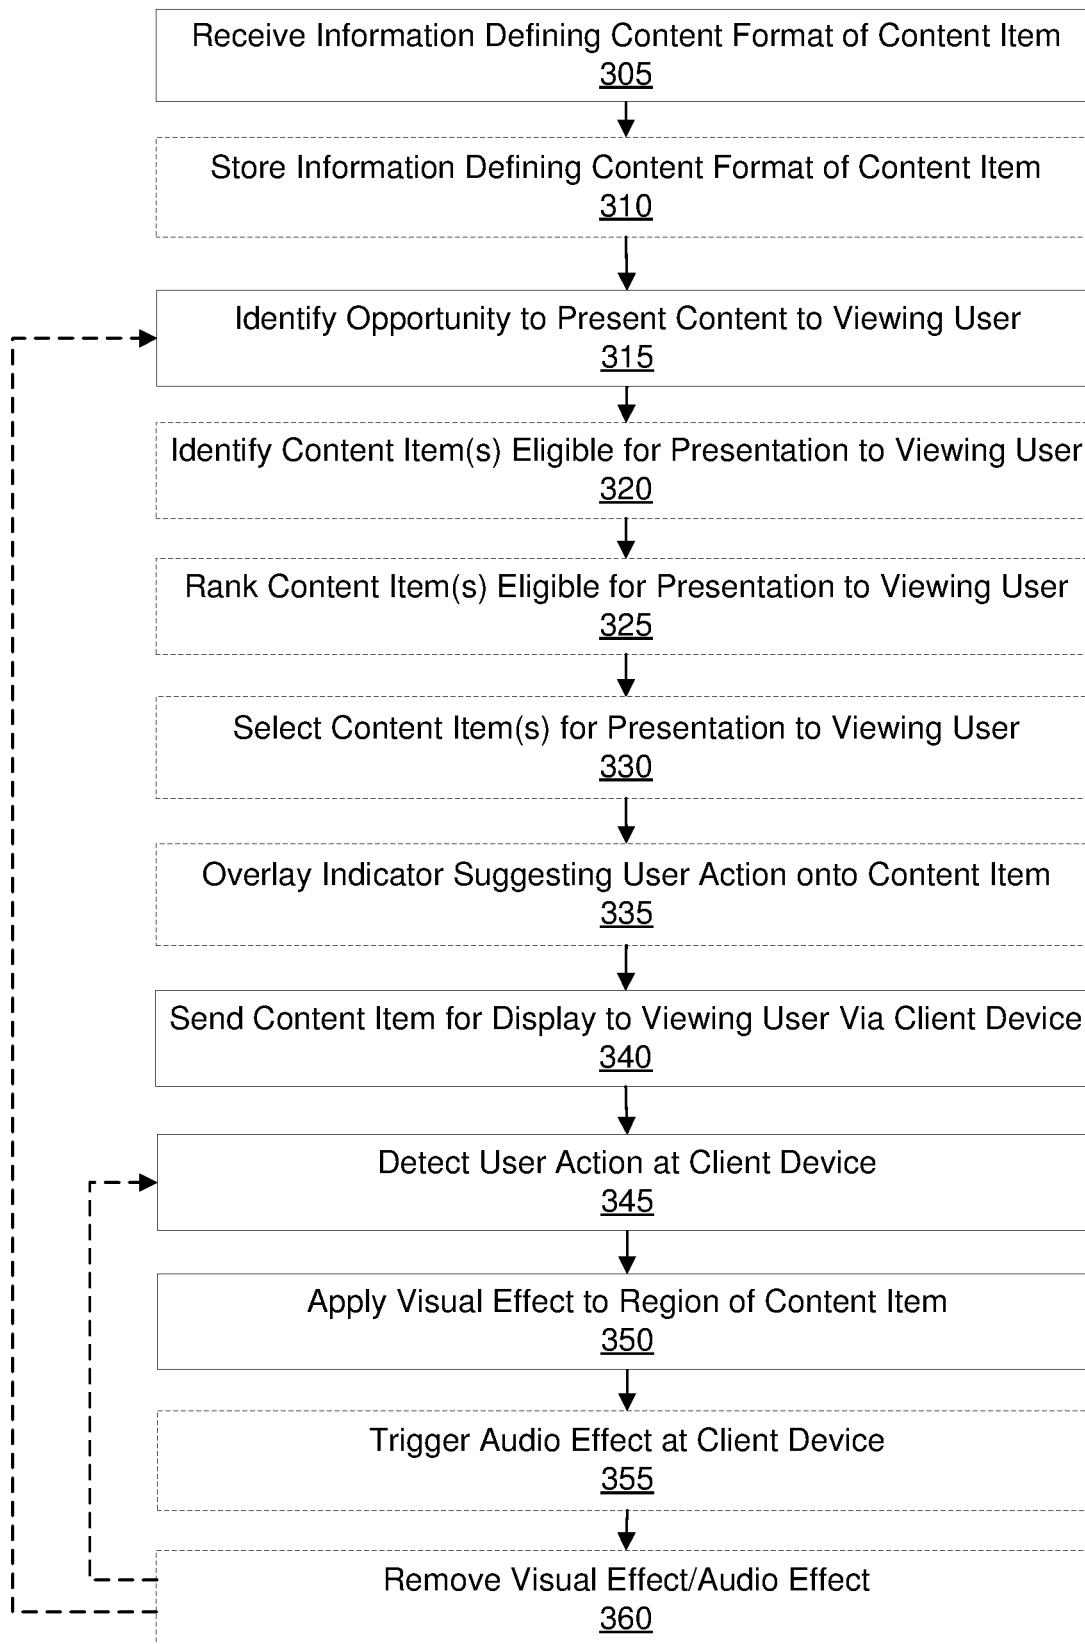 Receive Information Defining Content Format of Content Item
305
Store Information Defining Content Format of Content Item
310
Identify Opportunity to Present Content to Viewing User
315
Identify Content Item(s) Eligible for Presentation to Viewing User
320
Rank Content Item(s) Eligible for Presentation to Viewing User
325
Select Content Item(s) for Presentation to Viewing User
330
Overlay Indicator Suggesting User Action onto Content Item
335
Send Content Item for Display to Viewing User Via Client Device
340
Detect User Action at Client Device
345
Apply Visual Effect to Region of Content Item
350
Trigger Audio Effect at Client Device
355
Remove Visual Effect/Audio Effect
360